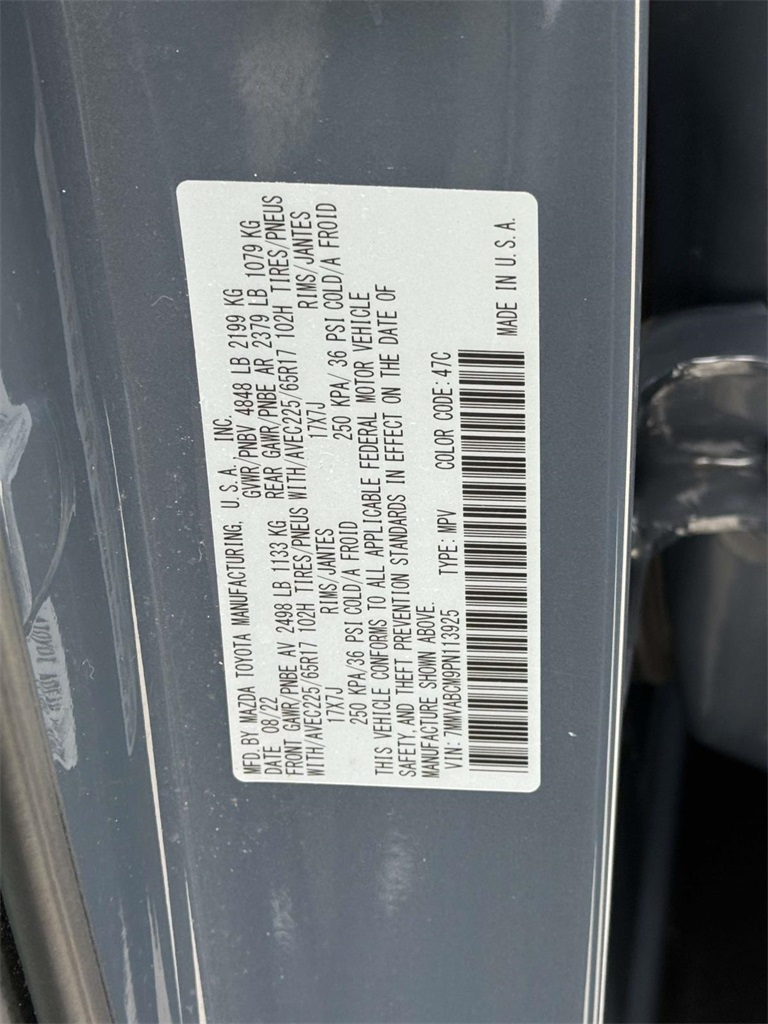 MFD. BY MAZDA TOYOTA MANUFACTURING, U.S.A., INC.
DATE 08/22 GVWR/PNBV 4848 LB 2199 KG
FRONT GAWR/PNBE AV 2498 LB 1133 KG REAR GAWR/PNBE AR 2379 LB 1079 KG
WITH/AVEC225/65R17 102H TIRES/PNEUS WITH/AVEC225/65R17 102H TIRES/PNEUS
17X7J RIMS/JANTES 17X7J RIMS/JANTES
250 KPA/36 PSI COLD/A FROID 250 KPA/36 PSI COLD/A FROID
THIS VEHICLE CONFORMS TO ALL APPLICABLE FEDERAL MOTOR VEHICLE
SAFETY, AND THEFT PREVENTION STANDARDS IN EFFECT ON THE DATE OF
MANUFACTURE SHOWN ABOVE.
VIN: 7MMVABCM9PN113925 TYPE: MPV COLOR CODE: 47C
MADE IN U.S.A.